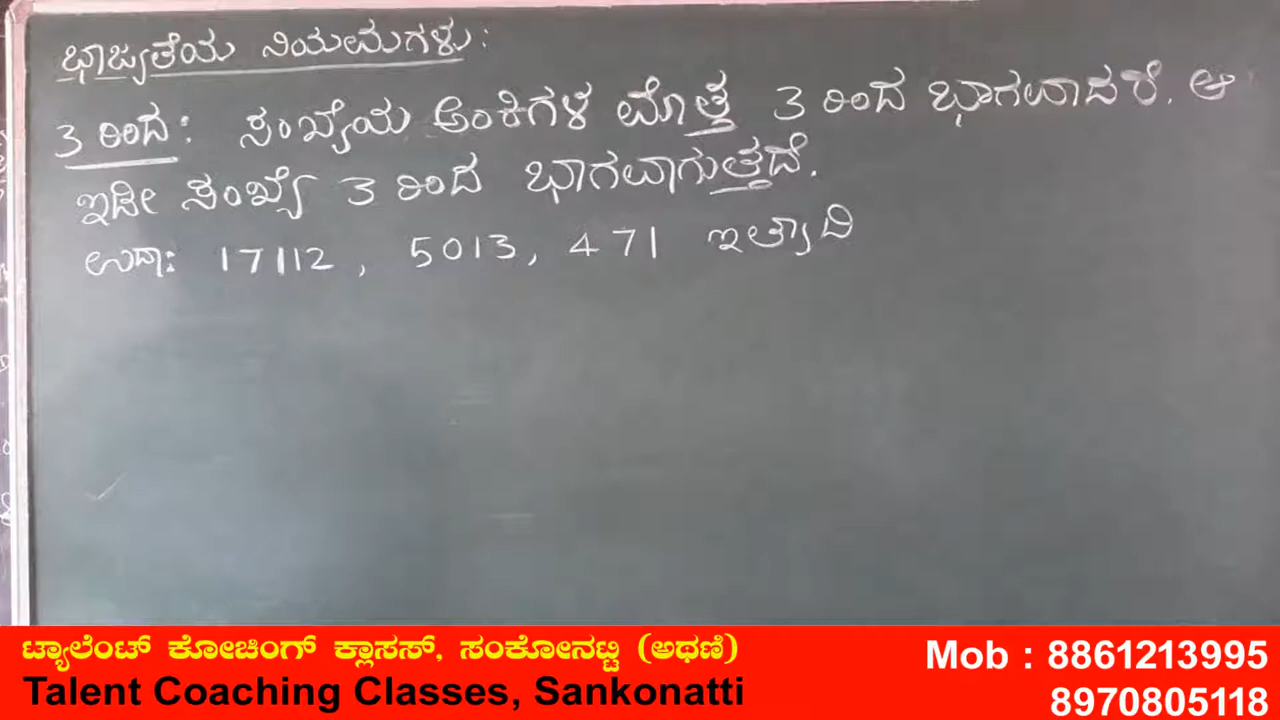 ಭಾಜ್ಯತೆಯ ನಿಯಮಗಳು:
3 ರಿಂದ: ಸಂಖ್ಯೆಯ ಅಂಕಿಗಳ ಮೊತ್ತ 3 ರಿಂದ ಭಾಗವಾದರೆ. ಆ
ಇಡೀ ಸಂಖ್ಯೆ 3 ರಿಂದ ಭಾಗವಾಗುತ್ತದೆ.
ಉದಾ: 17112, 5013, 471 ಇತ್ಯಾದಿ
ಟ್ಯಾಲೆಂಟ್ ಕೋಚಿಂಗ್ ಕ್ಲಾಸಸ್, ಸಂಕೋನಟ್ಟಿ (ಅಥಣಿ)
Talent Coaching Classes, Sankonatti
Mob : 8861213995
8970805118